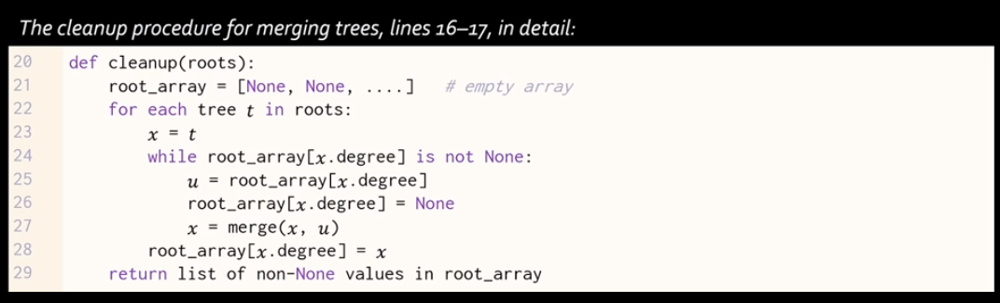 The cleanup procedure for merging trees, lines 16–17, in detail:
20 def cleanup(roots):
21 root_array = [None, None, ....] # empty array
22 for each tree t in roots:
23 x = t
24 while root_array[x.degree] is not None:
25 u = root_array[x.degree]
26 root_array[x.degree] = None
27 x = merge(x, u)
28 root_array[x.degree] = x
29 return list of non-None values in root_array